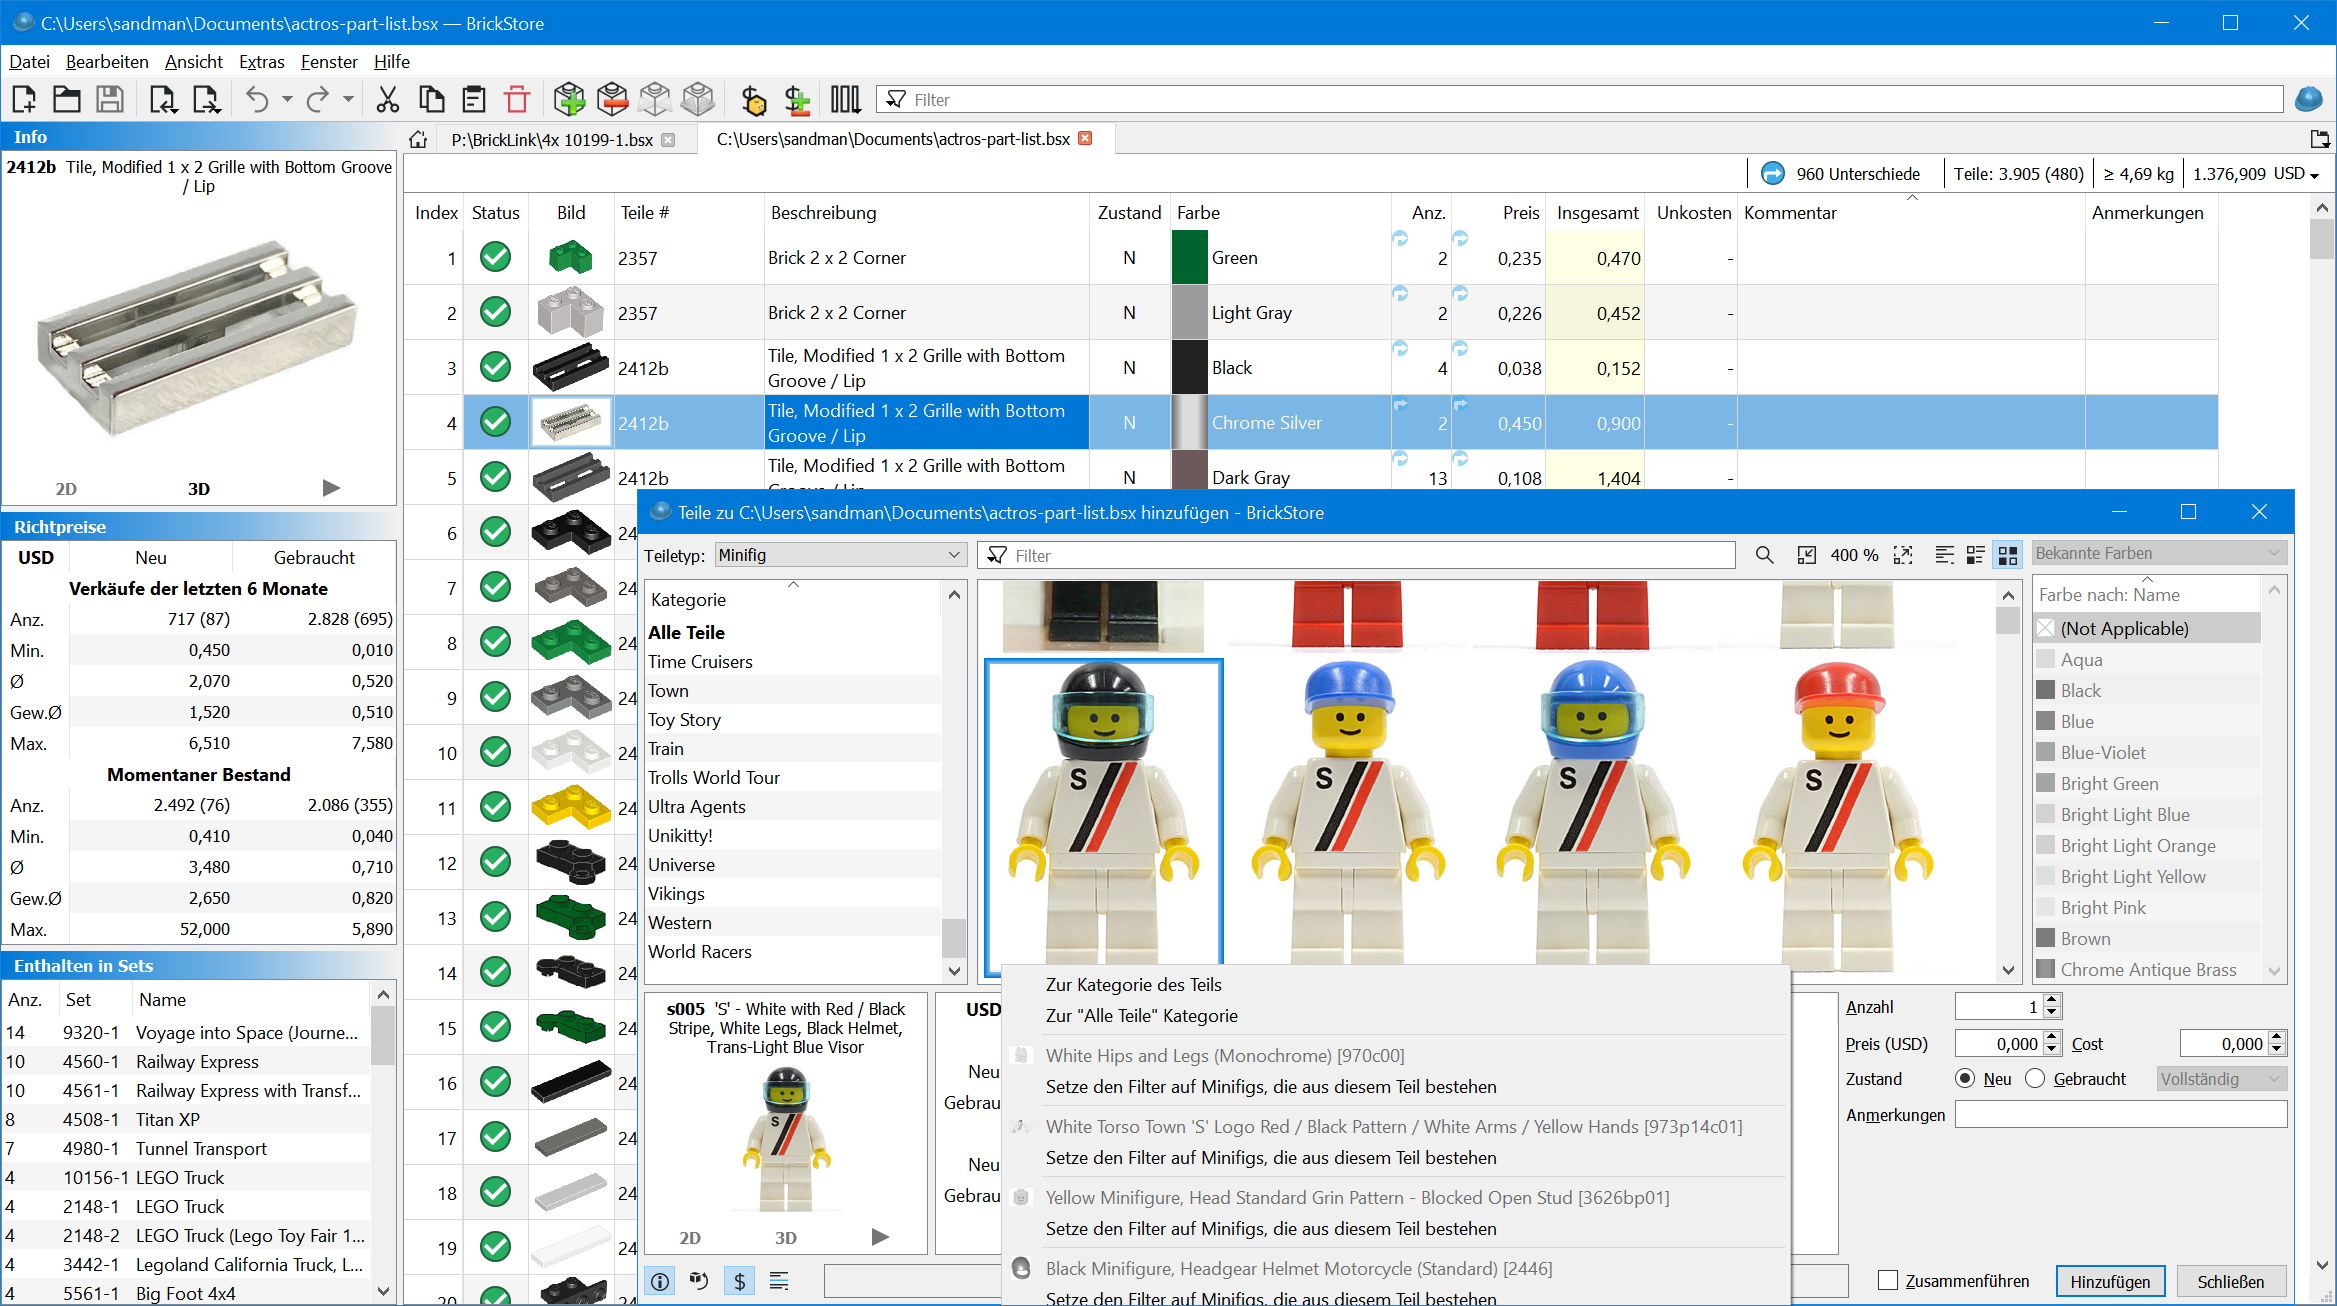 C:\Users\sandman\Documents\actros-part-list.bsx — BrickStore
Datei Bearbeiten Ansicht Extras Fenster Hilfe
Filter
Info
P:\BrickLink\4x 10199-1.bsx C:\Users\sandman\Documents\actros-part-list.bsx
2412b Tile, Modified 1 x 2 Grille with Bottom Groove
/ Lip
2D 3D
960 Unterschiede Teile: 3.905 (480) ≥ 4,69 kg 1.376,909 USD
Index Status Bild Teile # Beschreibung Zustand Farbe Anz. Preis Insgesamt Unkosten Kommentar Anmerkungen
1 2357 Brick 2 x 2 Corner N Green 2 0,235 0,470 -
2 2357 Brick 2 x 2 Corner N Light Gray 2 0,226 0,452 -
3 2412b Tile, Modified 1 x 2 Grille with Bottom
Groove / Lip N Black 4 0,038 0,152 -
4 2412b Tile, Modified 1 x 2 Grille with Bottom
Groove / Lip N Chrome Silver 2 0,450 0,900 -
5 2412b Tile, Modified 1 x 2 Grille with Bottom
N Dark Gray 13 0,108 1,404 -
6 24
7 24
8 24
9 24
10 24
11 24
12 24
13 24
14 24
15 24
16 24
17 24
18 24
19 24
20 24
Richtpreise
USD Neu Gebraucht
Verkäufe der letzten 6 Monate
Anz. 717 (87) 2.828 (695)
Min. 0,450 0,010
Ø 2,070 0,520
Gew.Ø 1,520 0,510
Max. 6,510 7,580
Momentaner Bestand
Anz. 2.492 (76) 2.086 (355)
Min. 0,410 0,040
Ø 3,480 0,710
Gew.Ø 2,650 0,820
Max. 52,000 5,890
Enthalten in Sets
Anz. Set Name
14 9320-1 Voyage into Space (Journe...
10 4560-1 Railway Express
10 4561-1 Railway Express with Transf...
8 4508-1 Titan XP
7 4980-1 Tunnel Transport
4 10156-1 LEGO Truck
4 2148-1 LEGO Truck
4 2148-2 LEGO Truck (Lego Toy Fair 1...
4 3442-1 Legoland California Truck, L...
4 5561-1 Big Foot 4x4
Teile zu C:\Users\sandman\Documents\actros-part-list.bsx hinzufügen - BrickStore
Teiletyp: Minifig Filter 400 % Bekannte Farben
Kategorie
Alle Teile
Time Cruisers
Town
Toy Story
Train
Trolls World Tour
Ultra Agents
Unikitty!
Universe
Vikings
Western
World Racers
S S S S
Farbe nach: Name
(Not Applicable)
Aqua
Black
Blue
Blue-Violet
Bright Green
Bright Light Blue
Bright Light Orange
Bright Light Yellow
Bright Pink
Brown
Chrome Antique Brass
s005 'S' - White with Red / Black
Stripe, White Legs, Black Helmet,
Trans-Light Blue Visor
S
2D 3D
USD
Neu
Gebrau
Neu
Gebrau
Zur Kategorie des Teils
Zur "Alle Teile" Kategorie
White Hips and Legs (Monochrome) [970c00]
Setze den Filter auf Minifigs, die aus diesem Teil bestehen
White Torso Town 'S' Logo Red / Black Pattern / White Arms / Yellow Hands [973p14c01]
Setze den Filter auf Minifigs, die aus diesem Teil bestehen
Yellow Minifigure, Head Standard Grin Pattern - Blocked Open Stud [3626bp01]
Setze den Filter auf Minifigs, die aus diesem Teil bestehen
Black Minifigure, Headgear Helmet Motorcycle (Standard) [2446]
Setze den Filter auf Minifigs, die aus diesem Teil bestehen
Anzahl 1
Preis (USD) 0,000 Cost 0,000
Zustand Neu Gebraucht Vollständig
Anmerkungen
Zusammenführen Hinzufügen Schließen